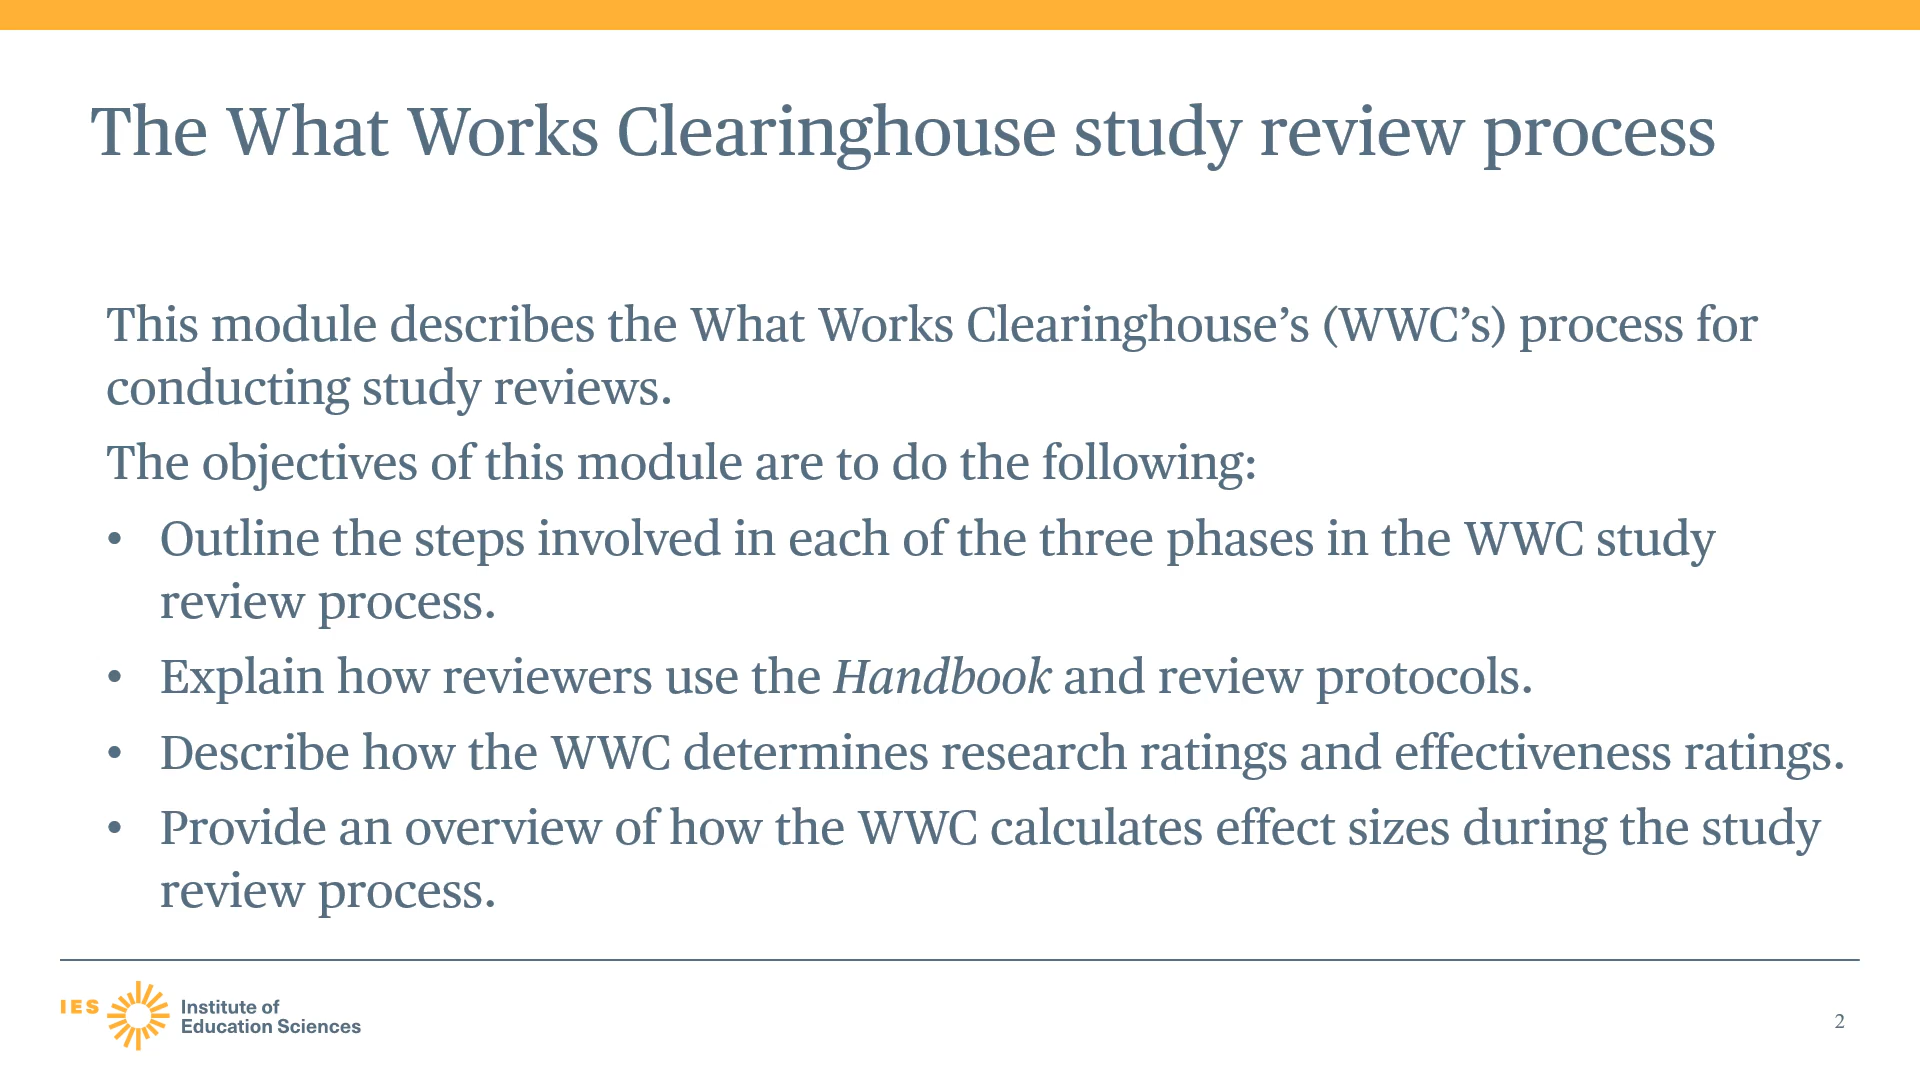 The What Works Clearinghouse study review process
This module describes the What Works Clearinghouse’s (WWC’s) process for
conducting study reviews.
The objectives of this module are to do the following:
• Outline the steps involved in each of the three phases in the WWC study
review process.
• Explain how reviewers use the Handbook and review protocols.
• Describe how the WWC determines research ratings and effectiveness ratings.
• Provide an overview of how the WWC calculates effect sizes during the study
review process.
IES
Institute of
Education Sciences
2